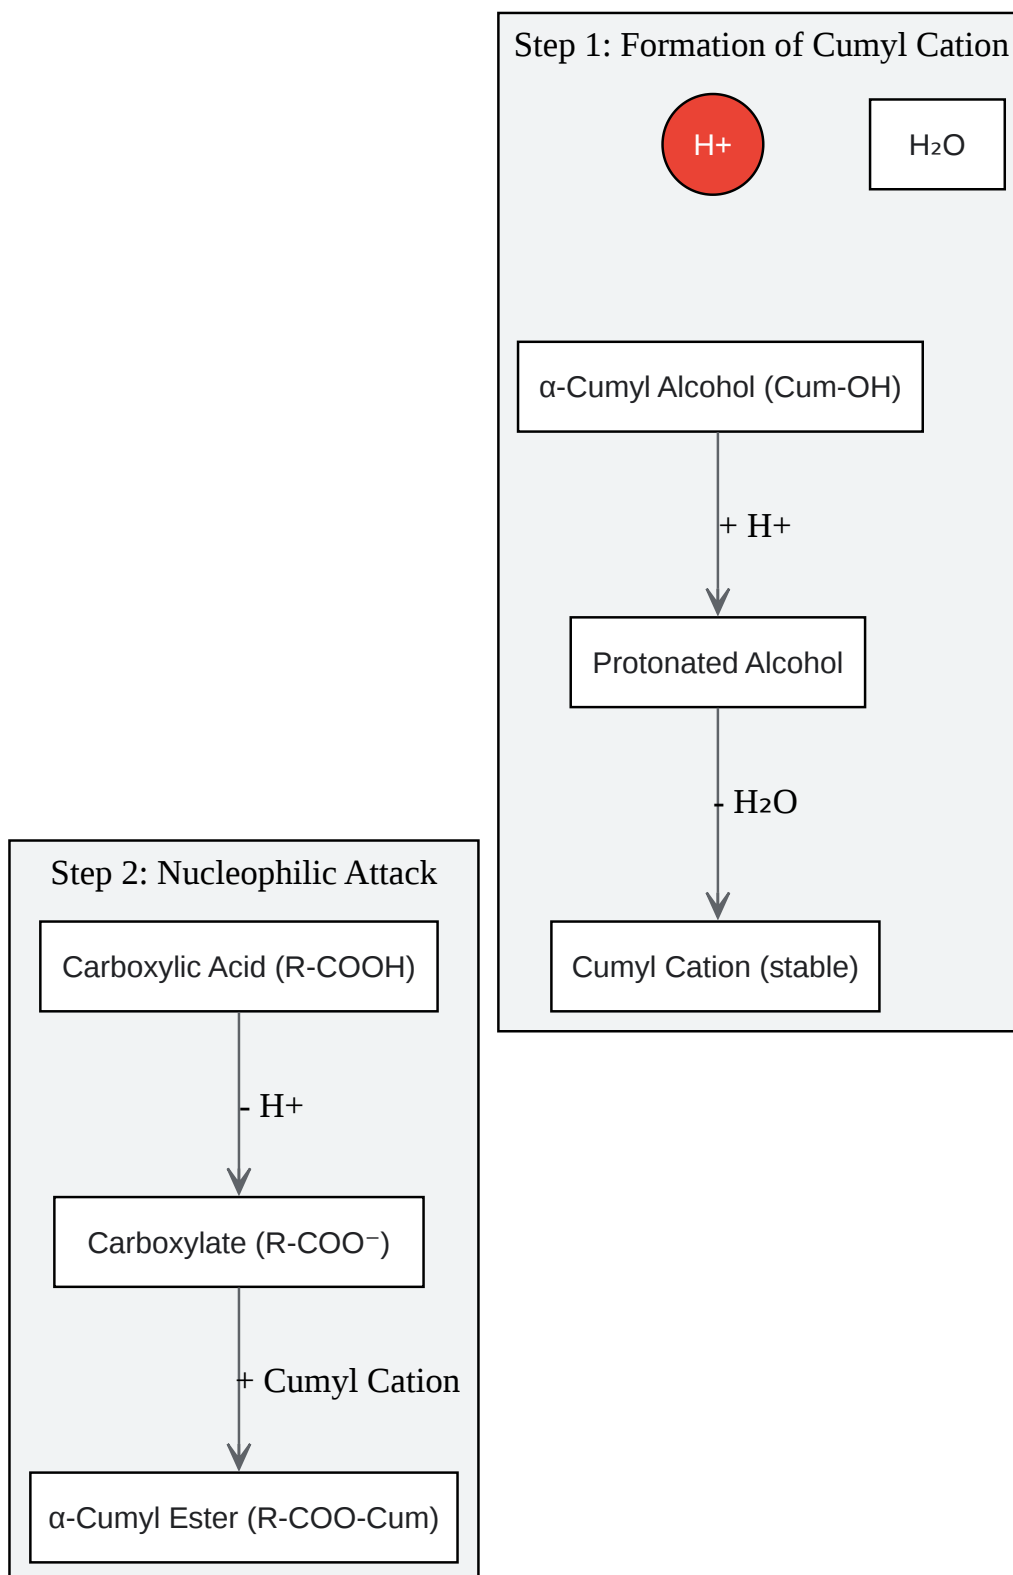 Step 1: Formation of Cumyl Cation
H+
H₂O
α-Cumyl Alcohol (Cum-OH)
+ H+
Protonated Alcohol
- H₂O
Cumyl Cation (stable)
Step 2: Nucleophilic Attack
Carboxylic Acid (R-COOH)
- H+
Carboxylate (R-COO⁻)
+ Cumyl Cation
α-Cumyl Ester (R-COO-Cum)